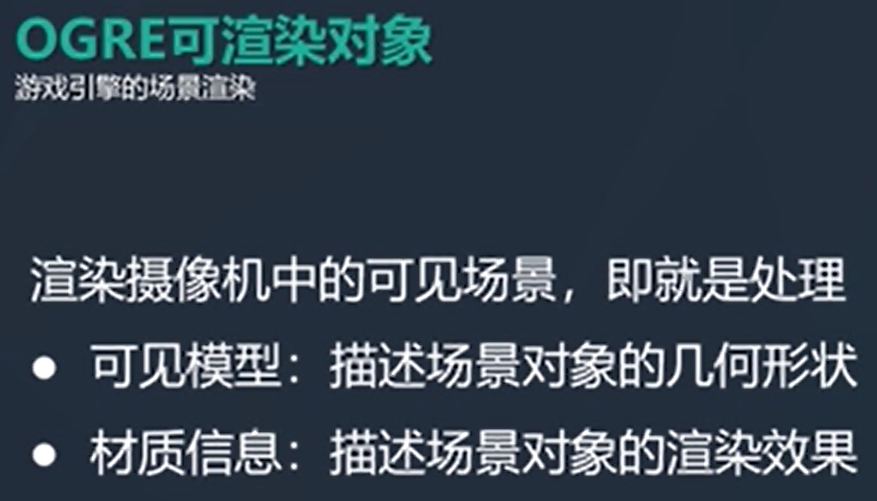 OGRE可渲染对象
游戏引擎的场景渲染
渲染摄像机中的可见场景，即就是处理
● 可见模型：描述场景对象的几何形状
● 材质信息：描述场景对象的渲染效果